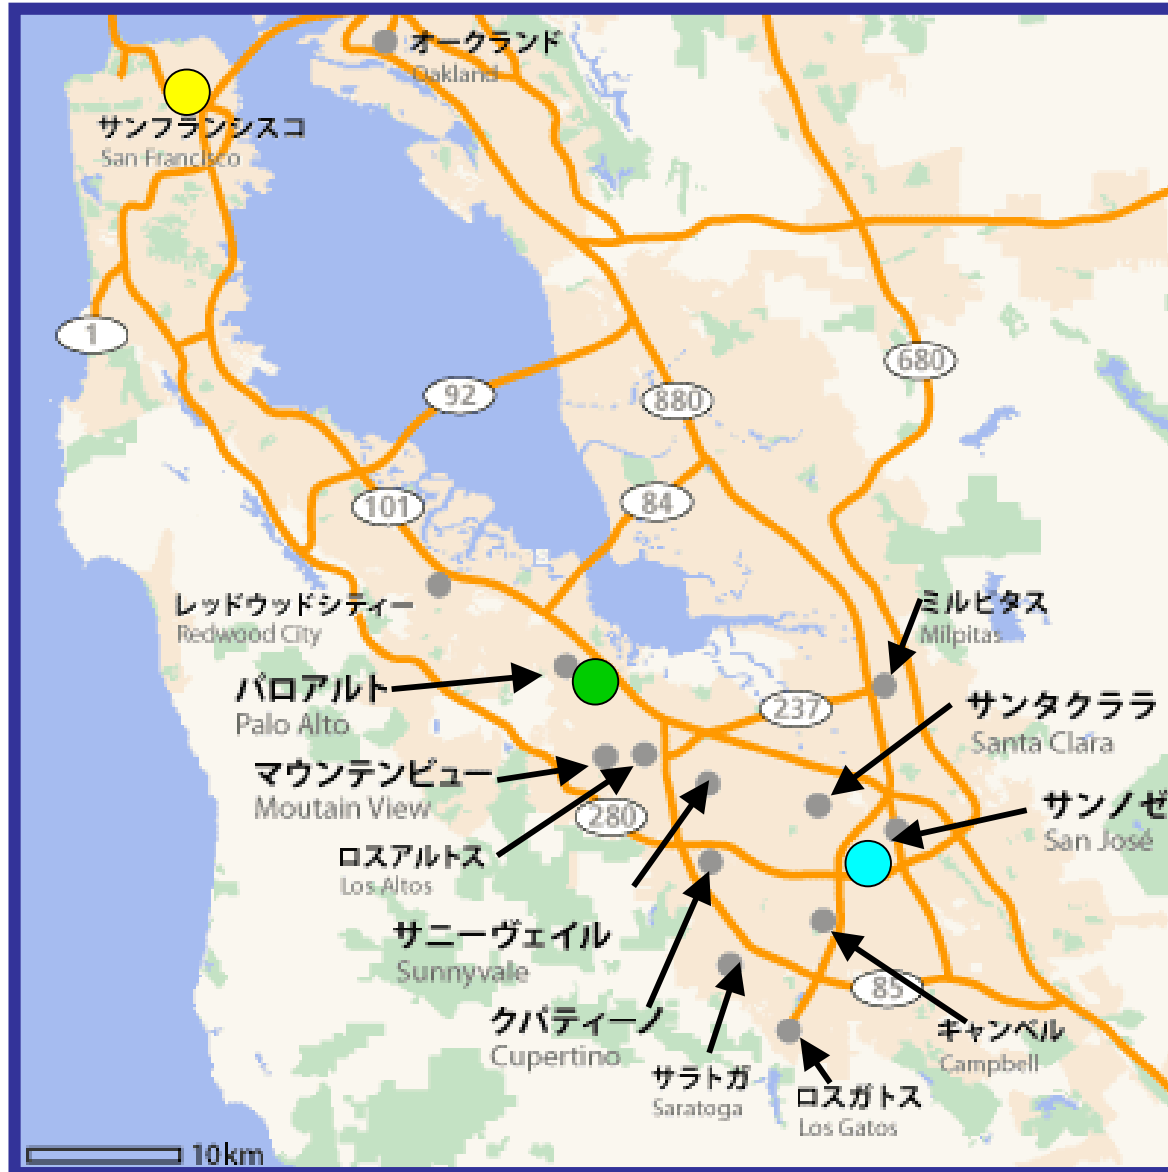 オークランド
Oakland
サンフランシスコ
San Francisco
1
92
880
680
101
84
レッドウッドシティー
Redwood City
ミルピタス
Milpitas
パロアルト
Palo Alto
237
サンタクララ
Santa Clara
マウンテンビュー
Moutain View
280
サンノゼ
San José
ロスアルトス
Los Altos
サニーヴェイル
Sunnyvale
クパティーノ
Cupertino
85
キャンベル
Campbell
サラトガ
Saratoga
ロスガトス
Los Gatos
10km